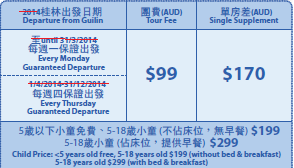 2014桂林出發日期
Departure from Guilin
團費(AUD)
Tour Fee
單房差(AUD)
Single Supplement
至until 31/3/2014
每週一保證出發
Every Monday
Guaranteed Departure
1/4/2014-31/12/2014
每週四保證出發
Every Thursday
Guaranteed Departure
$99
$170
5歲以下小童免費、5-18歲小童 (不佔床位，無早餐) $199
5-18歲小童 (佔床位，提供早餐) $299
Child Price: <5 years old free, 5-18 years old $199 (without bed & breakfast)
5-18 years old $299 (with bed & breakfast)